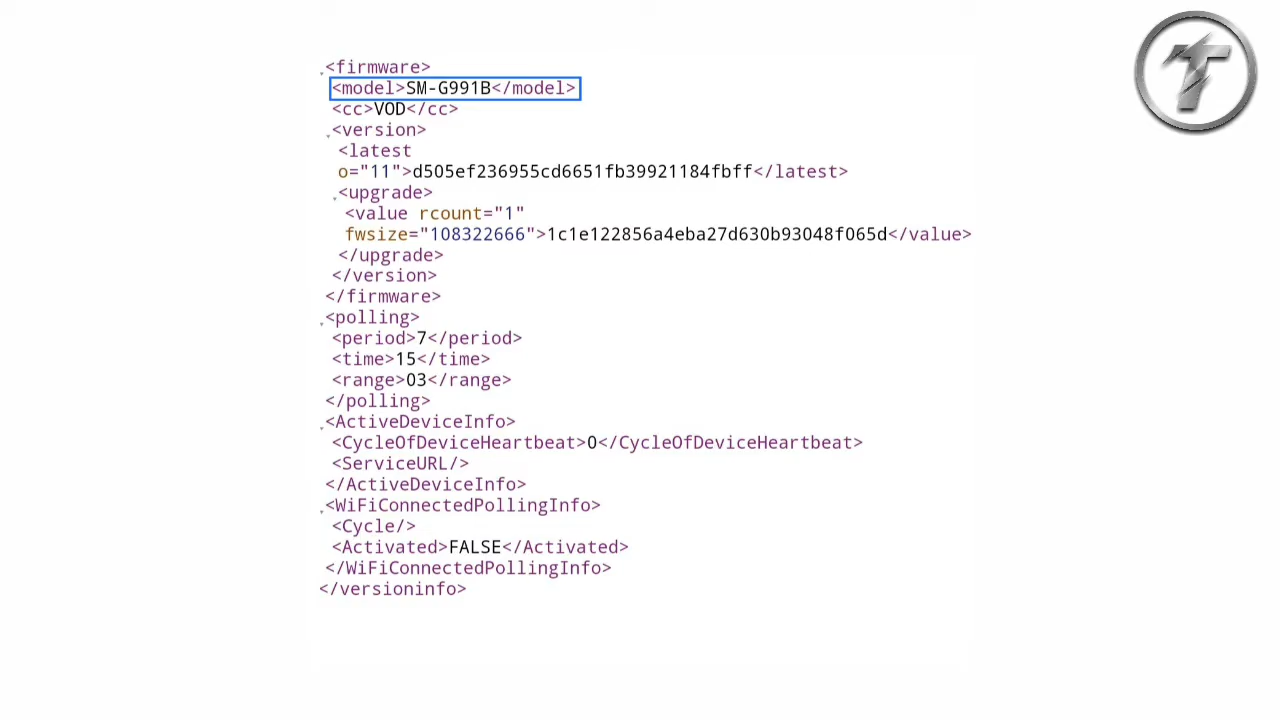 <firmware>
<model>SM-G991B</model>
<cc>VOD</cc>
<version>
<latest
o="11">d505ef236955cd6651fb39921184fbff</latest>
<upgrade>
<value rcount="1"
fwsize="108322666">1c1e122856a4eba27d630b93048f065d</value>
</upgrade>
</version>
</firmware>
<polling>
<period>7</period>
<time>15</time>
<range>03</range>
</polling>
<ActiveDeviceInfo>
<CycleOfDeviceHeartbeat>0</CycleOfDeviceHeartbeat>
<ServiceURL/>
</ActiveDeviceInfo>
<WiFiConnectedPollingInfo>
<Cycle/>
<Activated>FALSE</Activated>
</WiFiConnectedPollingInfo>
</versioninfo>
T